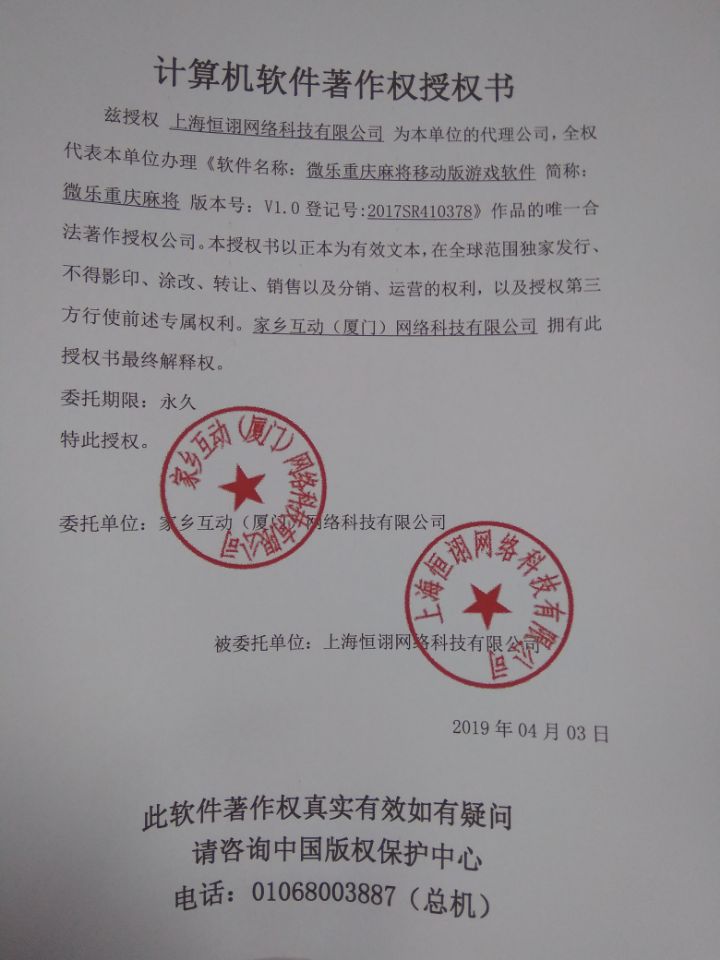 计算机软件著作权授权书
兹授权 上海恒诩网络科技有限公司 为本单位的代理公司,全权
代表本单位办理《软件名称:微乐重庆麻将移动版游戏软件 简称:
微乐重庆麻将 版本号:V1.0 登记号:2017SR410378》作品的唯一合
法著作授权公司。本授权书以正本为有效文本,在全球范围独家发行、
不得影印、涂改、转让、销售以及分销、运营的权利,以及授权第三
方行使前述专属权利。家乡互动(厦门)网络科技有限公司 拥有此
授权书最终解释权。
委托期限:永久
特此授权。
家乡互动(厦门)网络科技有限公司
委托单位:家乡互动(厦门)网络科技有限公司
上海恒诩网络科技有限公司
被委托单位:上海恒诩网络科技有限公司
2019年04月03日
此软件著作权真实有效如有疑问
请咨询中国版权保护中心
电话:01068003887(总机)